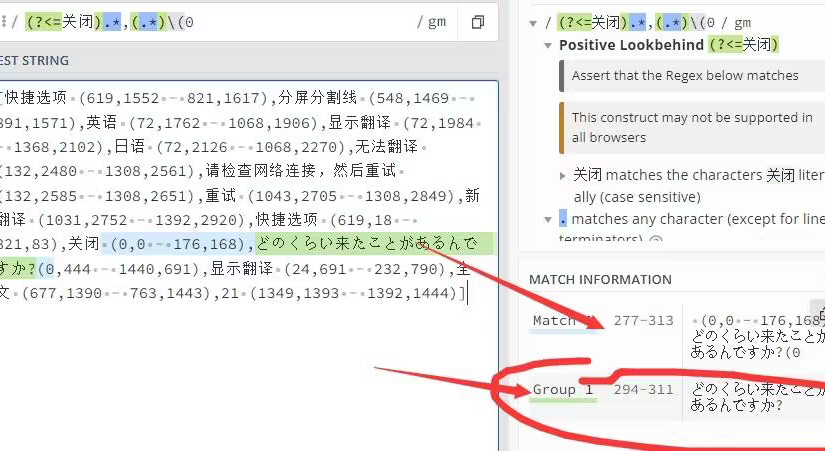 / (?<=关闭).*,(.*)\(0 / gm
EST STRING
[快捷选项 (619,1552 - 821,1617),分屏分割线 (548,1469 -
891,1571),英语 (72,1762 - 1068,1906),显示翻译 (72,1984
- 1368,2102),日语 (72,2126 - 1068,2270),无法翻译
(132,2480 - 1308,2561),请检查网络连接，然后重试
(132,2585 - 1308,2651),重试 (1043,2705 - 1308,2849),新
翻译 (1031,2752 - 1392,2920),快捷选项 (619,18 -
821,83),关闭 (0,0 - 176,168),どのくらい来たことがあるんで
すか?(0,444 - 1440,691),显示翻译 (24,691 - 232,790),全
文 (677,1390 - 763,1443),21 (1349,1393 - 1392,1444)]
/ (?<=关闭).*,(.*)\(0 / gm
Positive Lookbehind (?<=关闭)
Assert that the Regex below matches
This construct may not be supported in
all browsers
关闭 matches the characters 关闭 liter
ally (case sensitive)
. matches any character (except for line
terminators)
MATCH INFORMATION
Match 277-313 (0,0 - 176,168)
どのくらい来たことが
あるんですか?(0
Group 1 294-311 どのくらい来たことが
あるんですか?